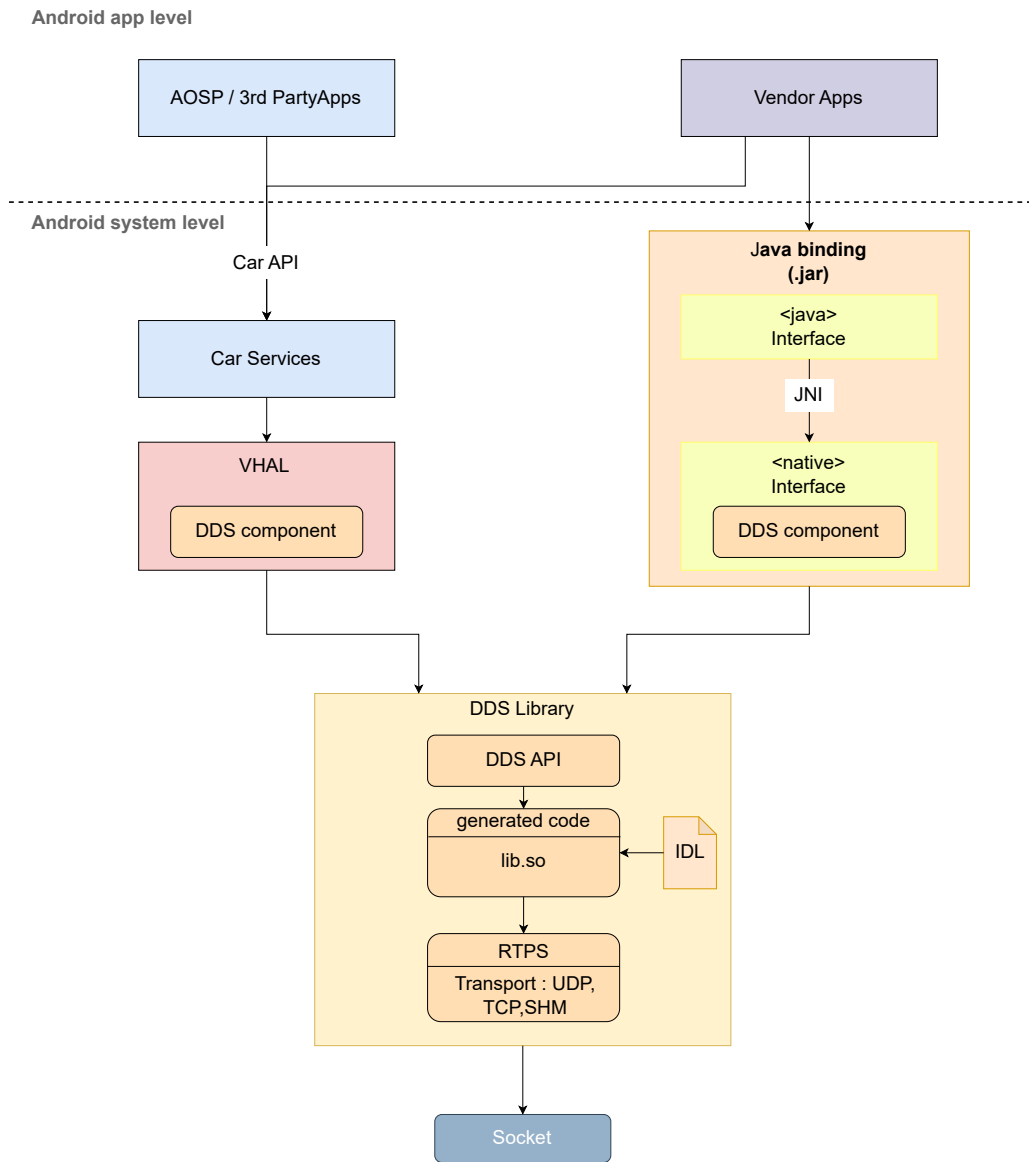 Android app level
AOSP / 3rd PartyApps
Vendor Apps
Android system level
Car API
Java binding
(.jar)
<java>
Interface
Car Services
JNI
VHAL
DDS component
<native>
Interface
DDS component
DDS Library
DDS API
generated code
lib.so
IDL
RTPS
Transport : UDP,
TCP,SHM
Socket